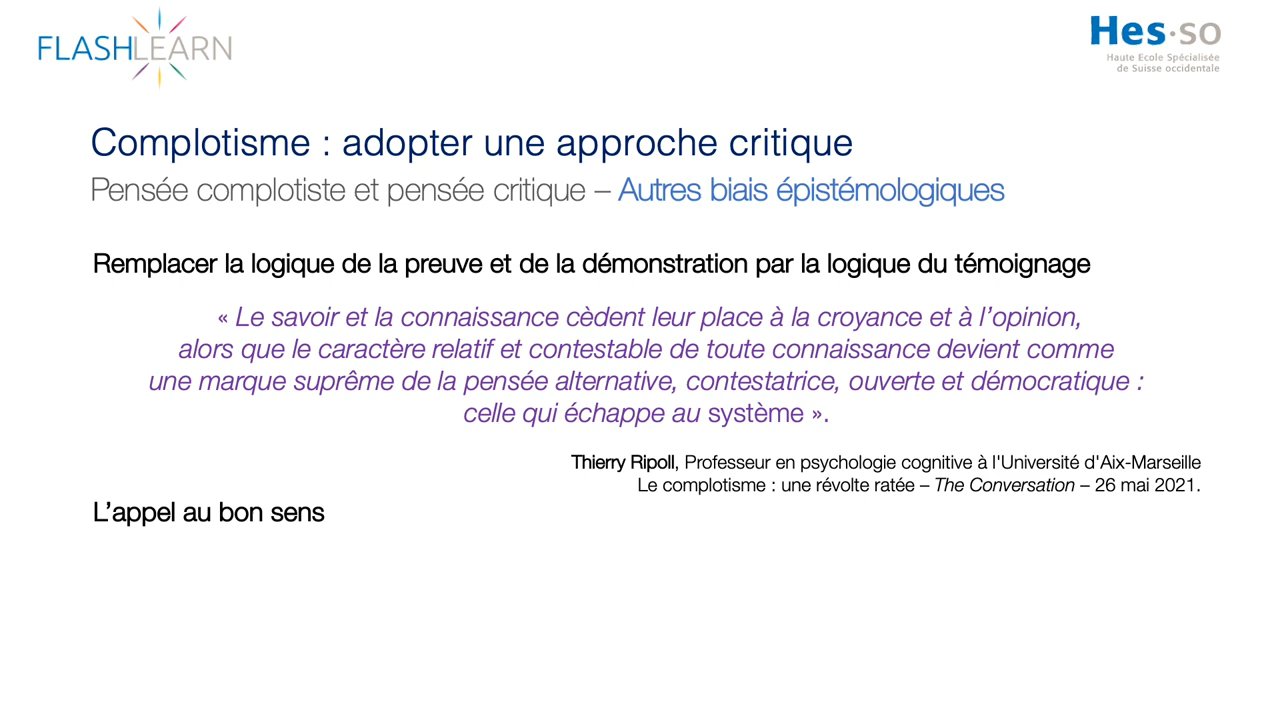 FLASHLEARN
Hes·so
Haute Ecole Spécialisée
de Suisse occidentale
Complotisme : adopter une approche critique
Pensée complotiste et pensée critique – Autres biais épistémologiques
Remplacer la logique de la preuve et de la démonstration par la logique du témoignage
« Le savoir et la connaissance cèdent leur place à la croyance et à l’opinion,
alors que le caractère relatif et contestable de toute connaissance devient comme
une marque suprême de la pensée alternative, contestatrice, ouverte et démocratique :
celle qui échappe au système ».
Thierry Ripoll, Professeur en psychologie cognitive à l'Université d'Aix-Marseille
Le complotisme : une révolte ratée – The Conversation – 26 mai 2021.
L’appel au bon sens